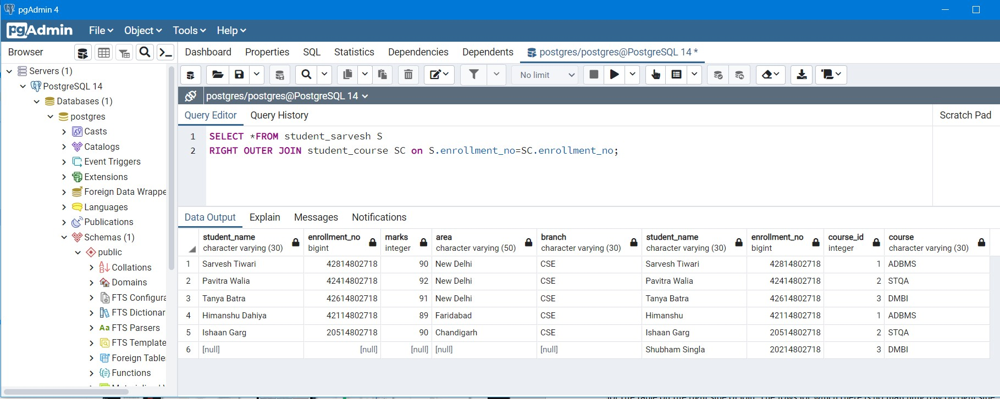 pgAdmin 4
pgAdmin File Object Tools Help
Browser
Dashboard Properties SQL Statistics Dependencies Dependents postgres/postgres@PostgreSQL 14 *
Servers (1)
PostgreSQL 14
Databases (1)
postgres
Casts
Catalogs
Event Triggers
Extensions
Foreign Data Wrappe
Languages
Publications
Schemas (1)
public
Collations
Domains
FTS Configura
FTS Dictionar
Aa FTS Parsers
FTS Template
Foreign Table
Functions
No limit
postgres/postgres@PostgreSQL 14
Query Editor Query History
Scratch Pad
1 SELECT *FROM student_sarvesh S
2 RIGHT OUTER JOIN student_course SC on S.enrollment_no=SC.enrollment_no;
Data Output Explain Messages Notifications
student_name enrollment_no marks area branch student_name enrollment_no course_id course
character varying (30) bigint integer character varying (50) character varying (30) character varying (30) bigint integer character varying (30)
1 Sarvesh Tiwari 42814802718 90 New Delhi CSE Sarvesh Tiwari 42814802718 1 ADBMS
2 Pavitra Walia 42414802718 92 New Delhi CSE Pavitra Walia 42414802718 2 STQA
3 Tanya Batra 42614802718 91 New Delhi CSE Tanya Batra 42614802718 3 DMBI
4 Himanshu Dahiya 42114802718 89 Faridabad CSE Himanshu 42114802718 1 ADBMS
5 Ishaan Garg 20514802718 90 Chandigarh CSE Ishaan Garg 20514802718 2 STQA
6 [null] [null] [null] [null] [null] Shubham Singla 20214802718 3 DMBI